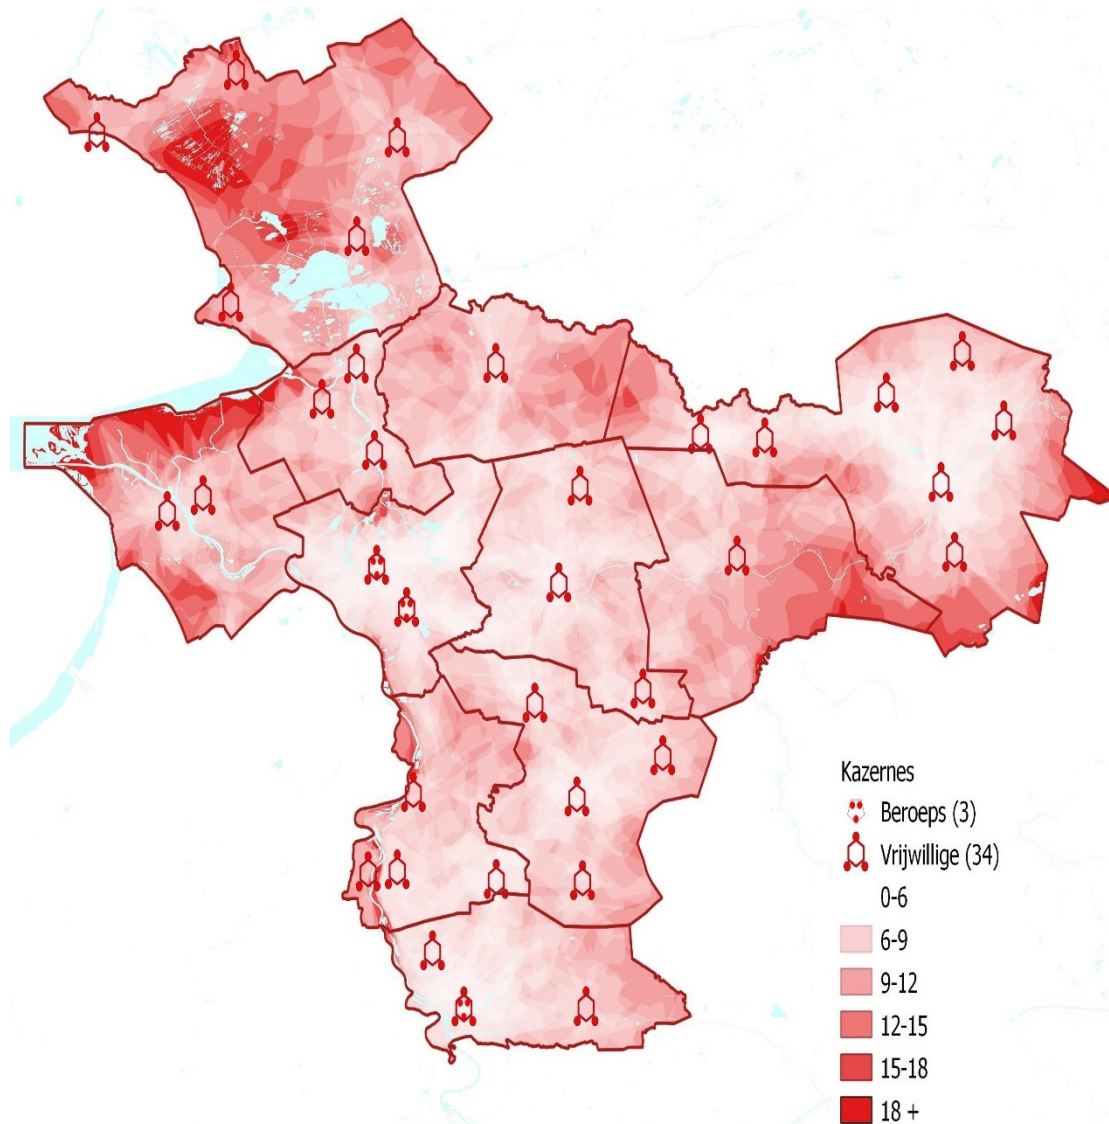 Kazernes
Beroeps (3)
Vrijwillige (34)
0-6
6-9
9-12
12-15
15-18
18 +